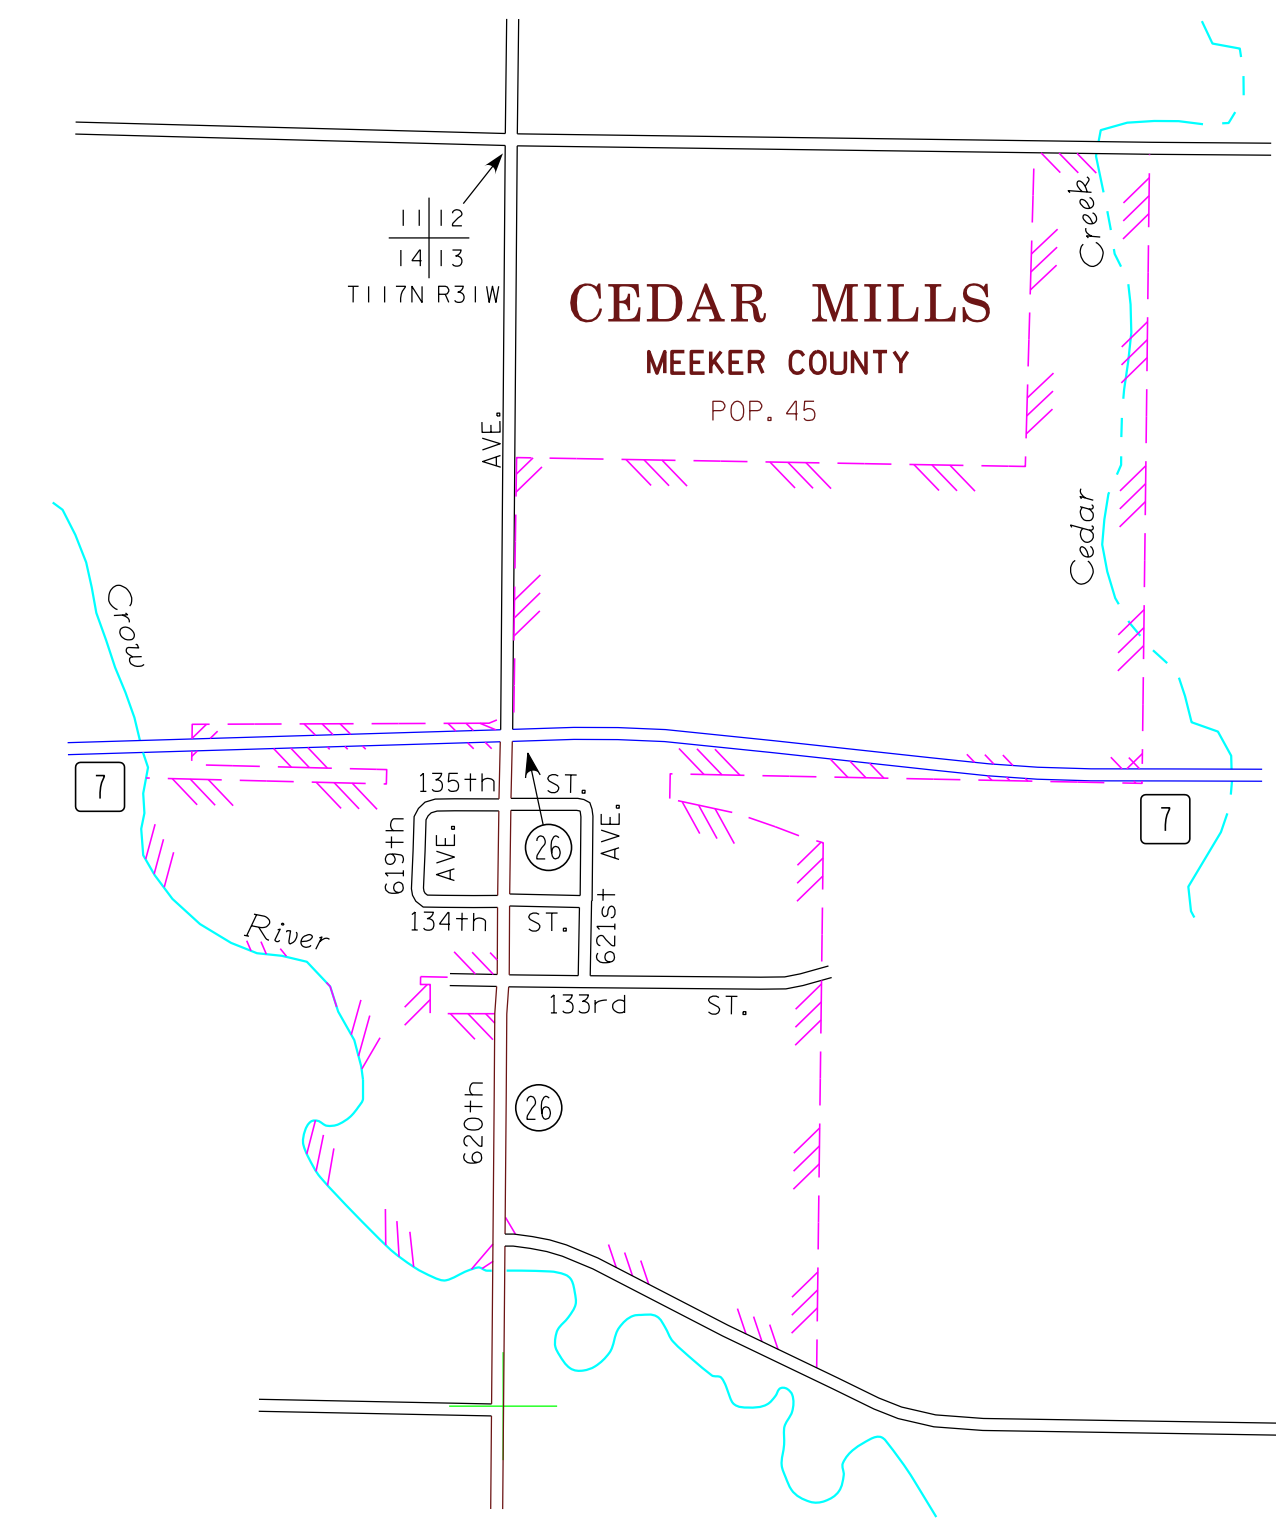 Creek
11 12
14 13
T117N R31W
CEDAR MILLS
MEEKER COUNTY
POP. 45
AVE.
Cedar
Crow
7
135th ST.
7
619th AVE.
26
621st AVE.
134th ST.
River
133rd ST.
620th
26